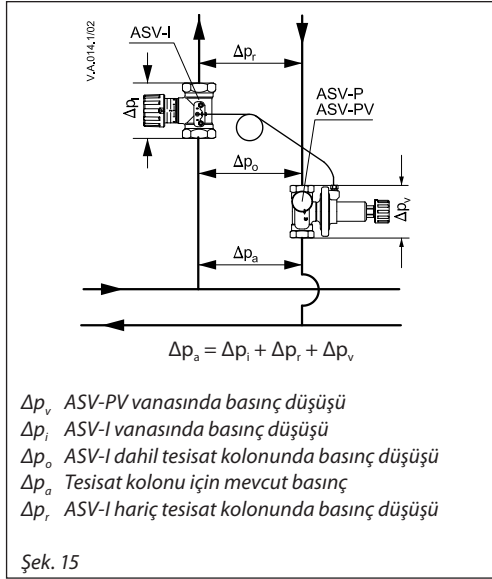 V.A.014.1/02
ASV-I
Δpᵣ
ASV-P
ASV-PV
Δpᵢ
Δpₒ
Δpᵥ
Δpₐ
Δpₐ = Δpᵢ + Δpᵣ + Δpᵥ
Δpᵥ ASV-PV vanasında basınç düşüşü
Δpᵢ ASV-I vanasında basınç düşüşü
Δpₒ ASV-I dahil tesisat kolonunda basınç düşüşü
Δpₐ Tesisat kolonu için mevcut basınç
Δpᵣ ASV-I hariç tesisat kolonunda basınç düşüşü
Şek. 15